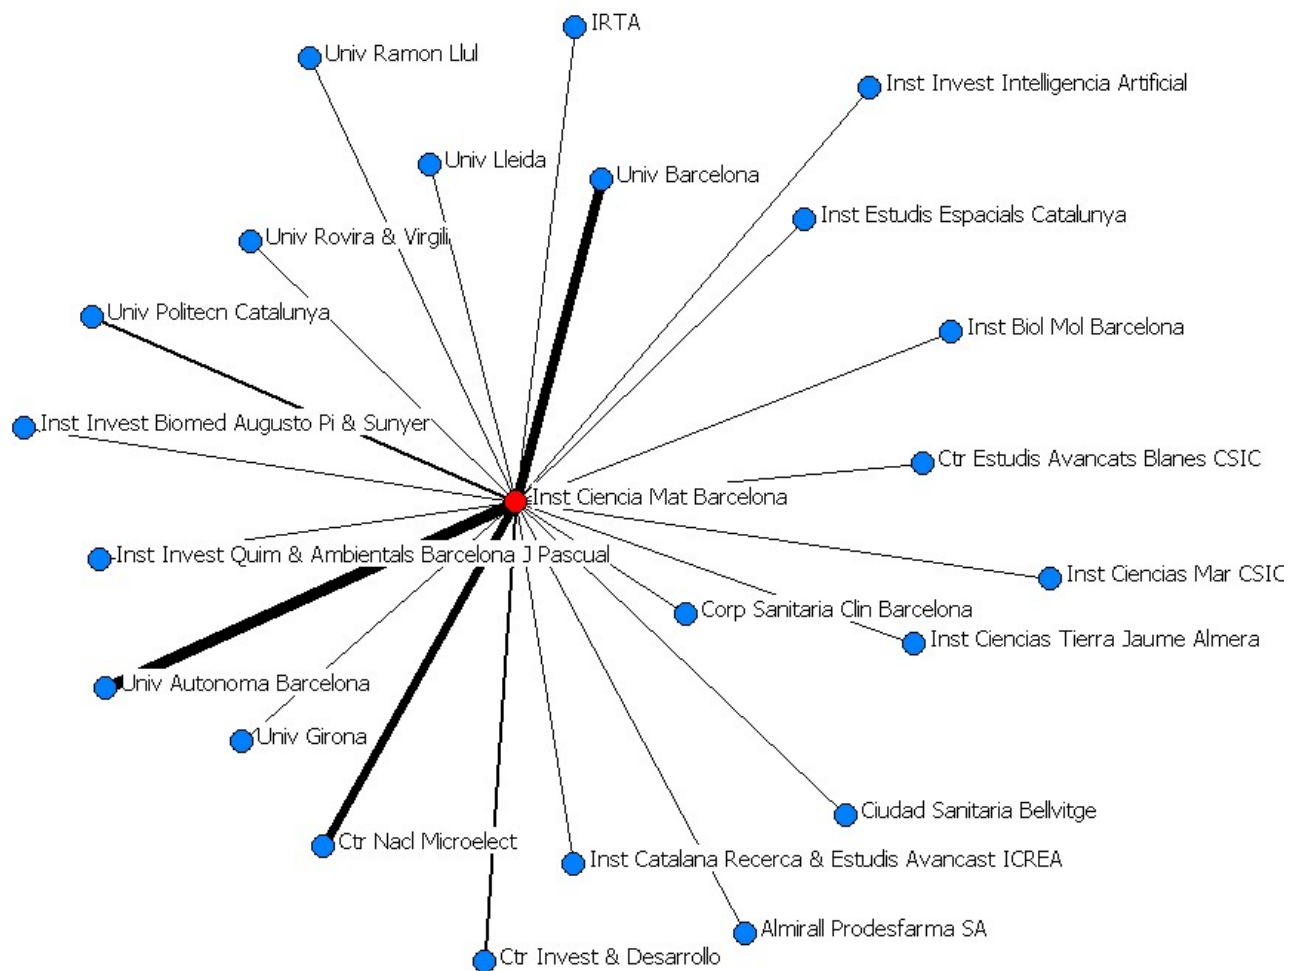 IRTA
Univ Ramon Llul
Inst Invest Intelligencia Artificial
Univ Lleida
Univ Barcelona
Inst Estudis Espacials Catalunya
Univ Rovira & Virgili
Univ Politecn Catalunya
Inst Biol Mol Barcelona
Inst Invest Biomed Augusto Pi & Sunyer
Ctr Estudis Avancats Blanes CSIC
Inst Ciencia Mat Barcelona
Inst Invest Quim & Ambientals Barcelona J Pascual
Inst Ciencias Mar CSIC
Corp Sanitaria Clin Barcelona
Inst Ciencias Tierra Jaume Almera
Univ Autonoma Barcelona
Univ Girona
Ciudad Sanitaria Bellvitge
Ctr Nacl Microelect
Inst Catalana Recerca & Estudis Avancast ICREA
Almirall Prodesfarma SA
Ctr Invest & Desarrollo